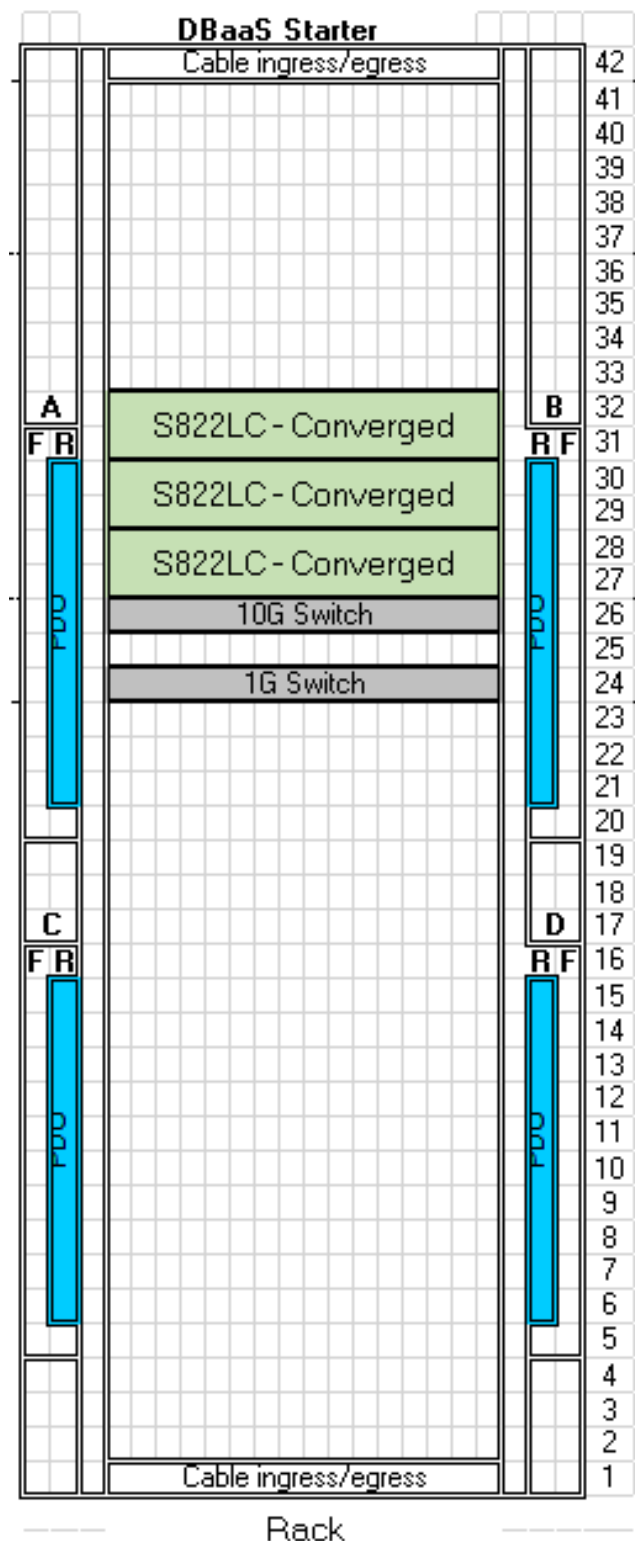 DBaaS Starter
Cable ingress/egress 42
41
40
39
38
37
36
35
34
33
A B 32
F R S822LC - Converged R F 31
30
S822LC - Converged
29
28
S822LC - Converged
27
PDU 10G Switch PDU 26
25
1G Switch 24
23
22
21
20
19
18
C D 17
F R R F 16
15
14
13
12
PDU PDU 11
10
9
8
7
6
5
4
3
2
Cable ingress/egress 1
Rack